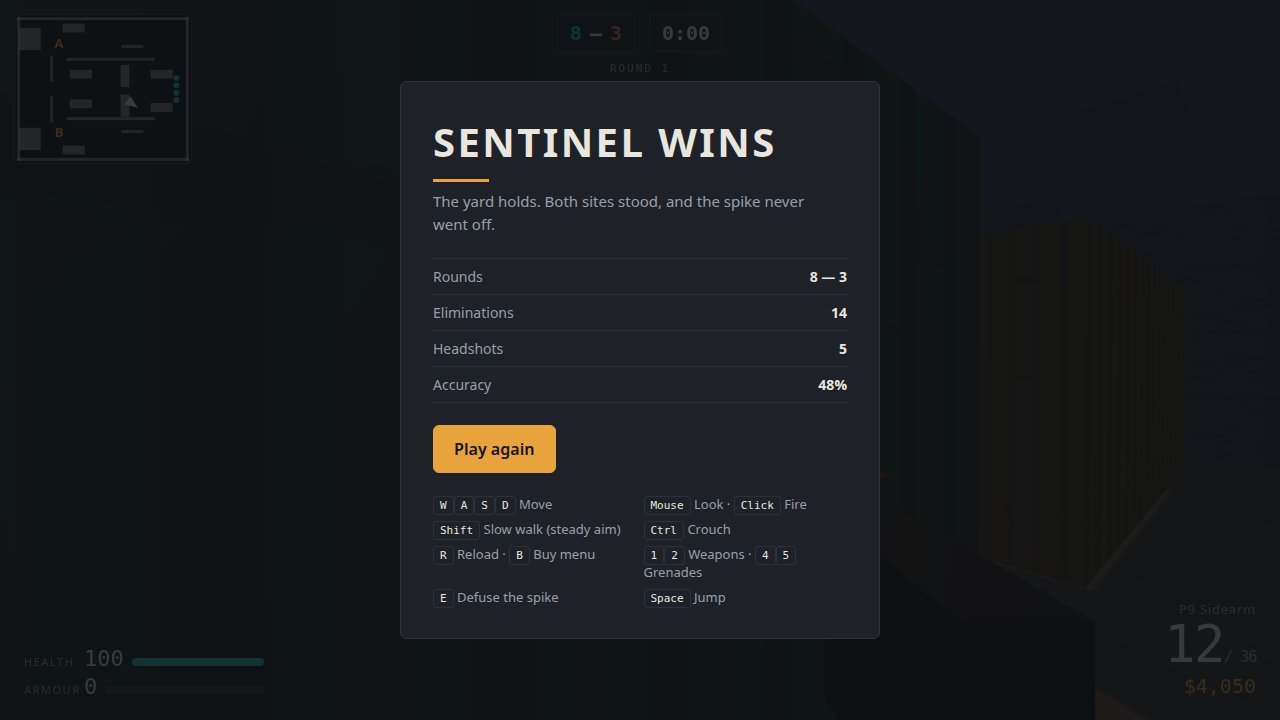 A
B
8 — 3
0:00
ROUND 1
SENTINEL WINS
The yard holds. Both sites stood, and the spike never
went off.
Rounds 8 — 3
Eliminations 14
Headshots 5
Accuracy 48%
Play again
W A S D Move
Mouse Look · Click Fire
Shift Slow walk (steady aim)
Ctrl Crouch
R Reload · B Buy menu
1 2 Weapons · 4 5
Grenades
E Defuse the spike
Space Jump
HEALTH 100
ARMOUR 0
P9 Sidearm
12 / 36
$4,050